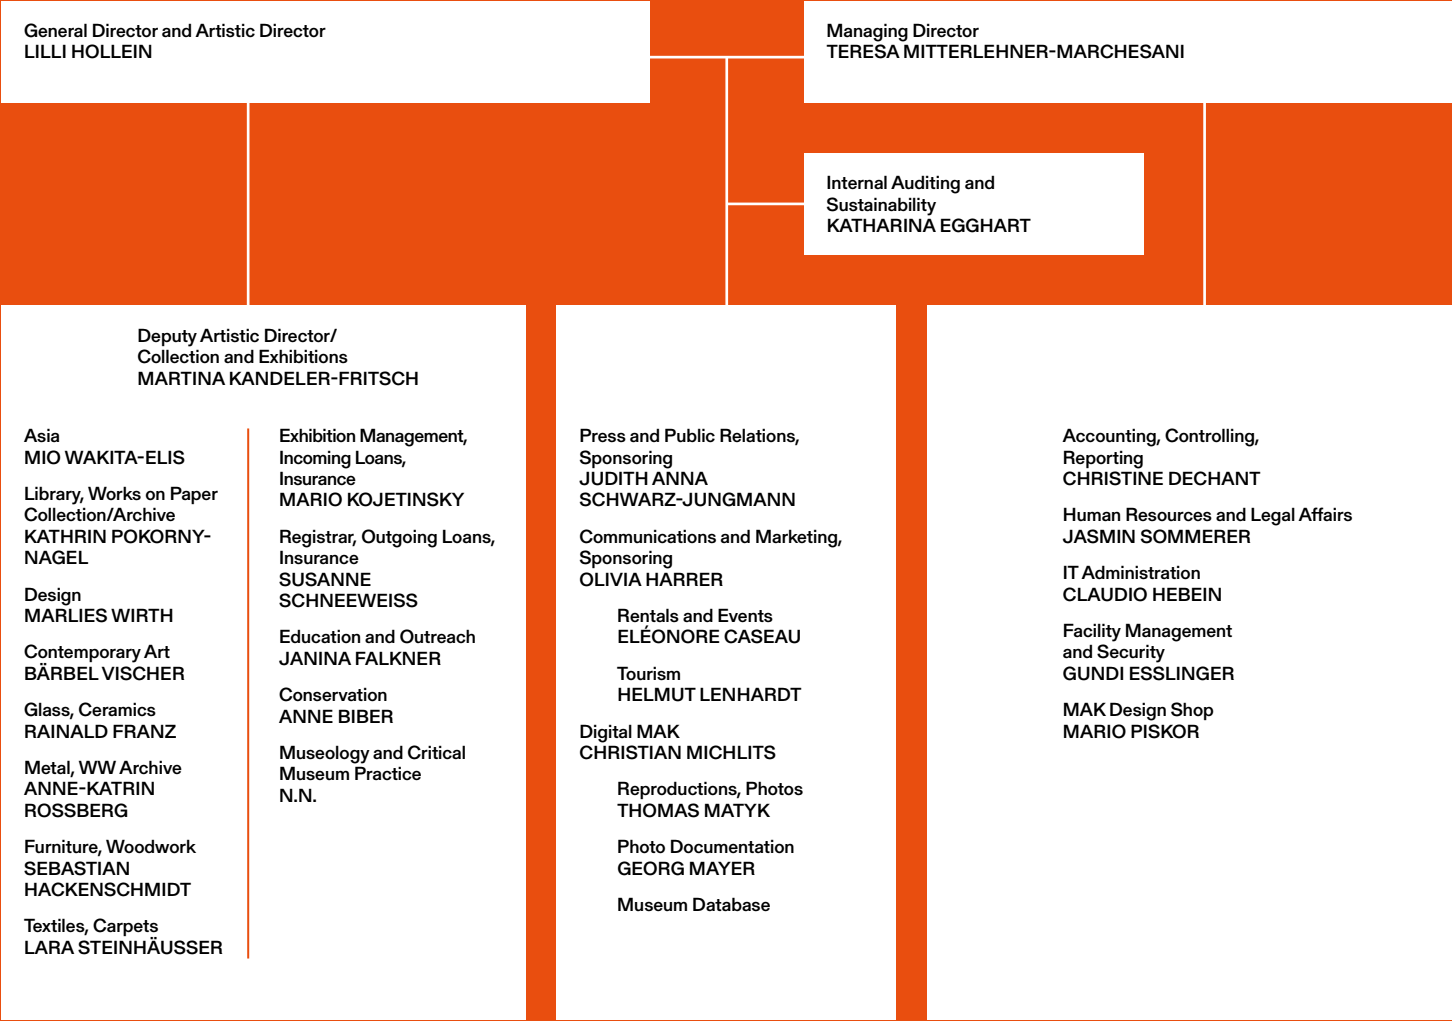 General Director and Artistic Director
LILLI HOLLEIN
Managing Director
TERESA MITTERLEHNER-MARCHESANI
Internal Auditing and
Sustainability
KATHARINA EGGHART
Deputy Artistic Director/
Collection and Exhibitions
MARTINA KANDELER-FRITSCH
Asia
MIO WAKITA-ELIS
Library, Works on Paper
Collection/Archive
KATHRIN POKORNY-
NAGEL
Design
MARLIES WIRTH
Contemporary Art
BÄRBEL VISCHER
Glass, Ceramics
RAINALD FRANZ
Metal, WW Archive
ANNE-KATRIN
ROSSBERG
Furniture, Woodwork
SEBASTIAN
HACKENSCHMIDT
Textiles, Carpets
LARA STEINHÄUSSER
Exhibition Management,
Incoming Loans,
Insurance
MARIO KOJETINSKY
Registrar, Outgoing Loans,
Insurance
SUSANNE
SCHNEEWEISS
Education and Outreach
JANINA FALKNER
Conservation
ANNE BIBER
Museology and Critical
Museum Practice
N.N.
Press and Public Relations,
Sponsoring
JUDITH ANNA
SCHWARZ-JUNGMANN
Communications and Marketing,
Sponsoring
OLIVIA HARRER
Rentals and Events
ELÉONORE CASEAU
Tourism
HELMUT LENHARDT
Digital MAK
CHRISTIAN MICHLITS
Reproductions, Photos
THOMAS MATYK
Photo Documentation
GEORG MAYER
Museum Database
Accounting, Controlling,
Reporting
CHRISTINE DECHANT
Human Resources and Legal Affairs
JASMIN SOMMERER
IT Administration
CLAUDIO HEBEIN
Facility Management
and Security
GUNDI ESSLINGER
MAK Design Shop
MARIO PISKOR